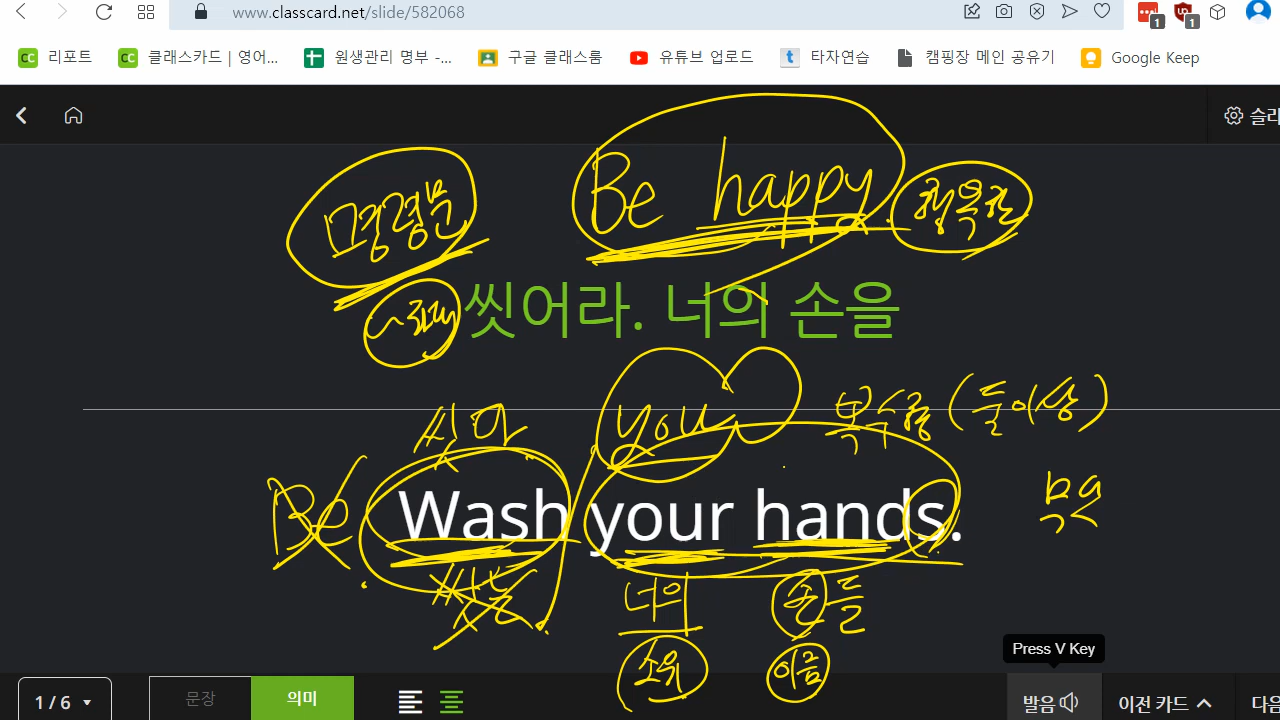 www.classcard.net/slide/582068
1 1
리포트 클래스카드 | 영어... 원생관리 명부 -... 구글 클래스룸 유튜브 업로드 타자연습 캠핑장 메인 공유기 Google Keep
슬라
Be happy
명령문
~해라
씻어라. 너의 손을
you
복수형 (둘이상)
씻어
Be Wash your hands.
씻는 너의 손들
소유 이름
Press V Key
1 / 6 문장 의미 발음 이전 카드 다음